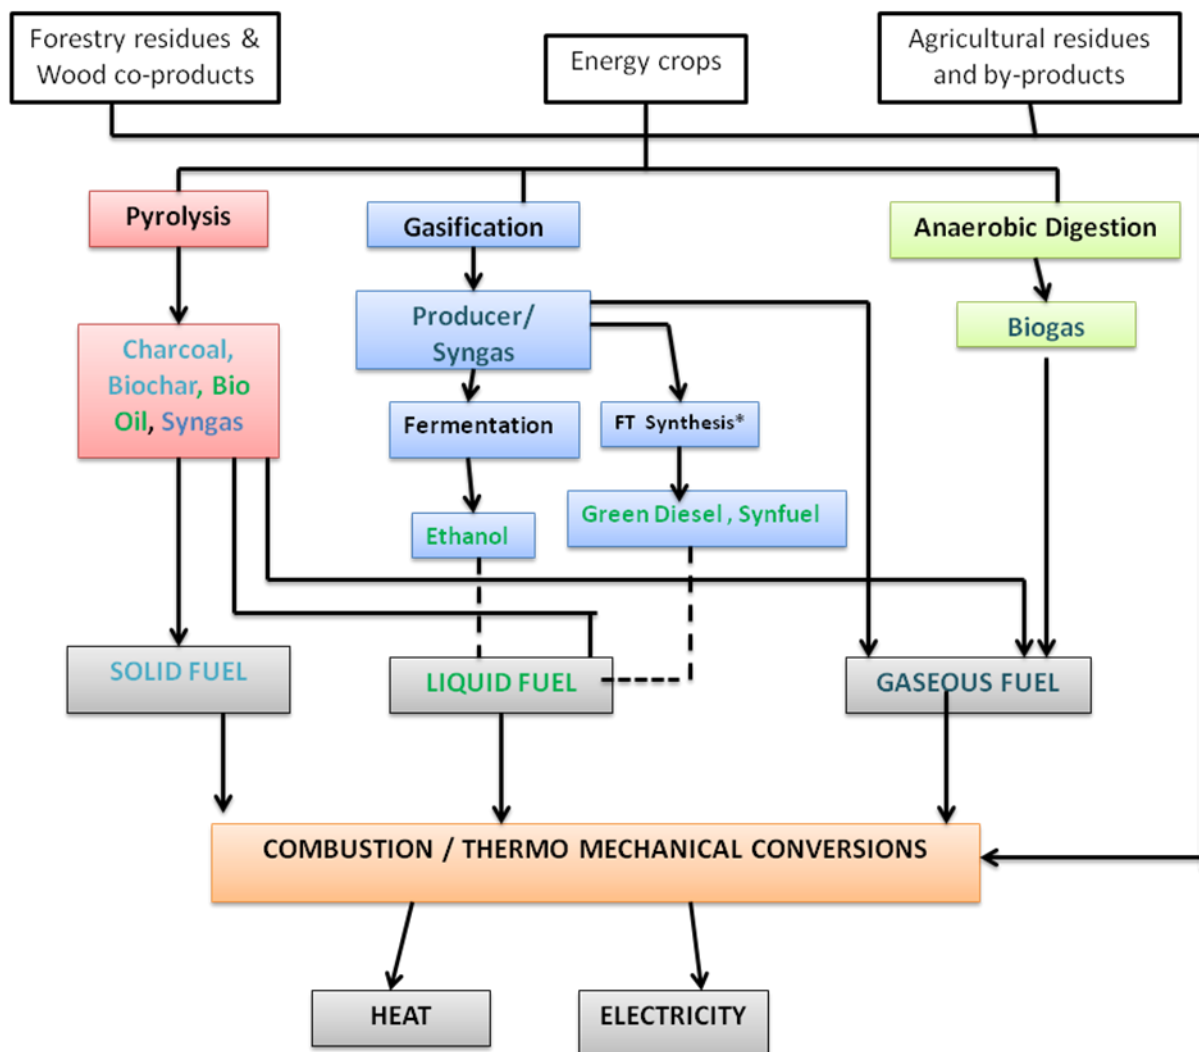 Forestry residues &
Wood co-products
Energy crops
Agricultural residues
and by-products
Pyrolysis
Gasification
Anaerobic Digestion
Producer/
Syngas
Biogas
Charcoal,
Biochar, Bio
Oil, Syngas
Fermentation
FT Synthesis*
Ethanol
Green Diesel , Synfuel
SOLID FUEL
LIQUID FUEL
GASEOUS FUEL
COMBUSTION / THERMO MECHANICAL CONVERSIONS
HEAT
ELECTRICITY